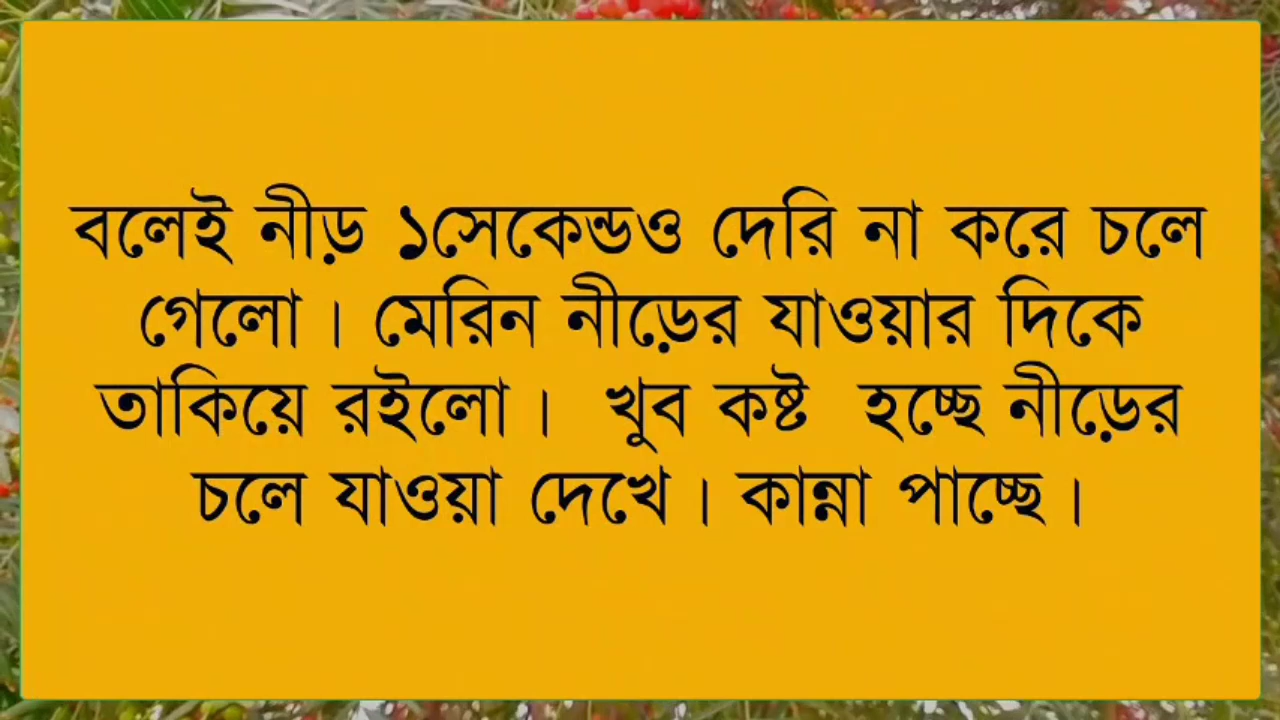 বলেই নীড় ১সেকেন্ডও দেরি না করে চলে
গেলো। মেরিন নীড়ের যাওয়ার দিকে
তাকিয়ে রইলো।  খুব কষ্ট  হচ্ছে নীড়ের
চলে যাওয়া দেখে। কান্না পাচ্ছে।